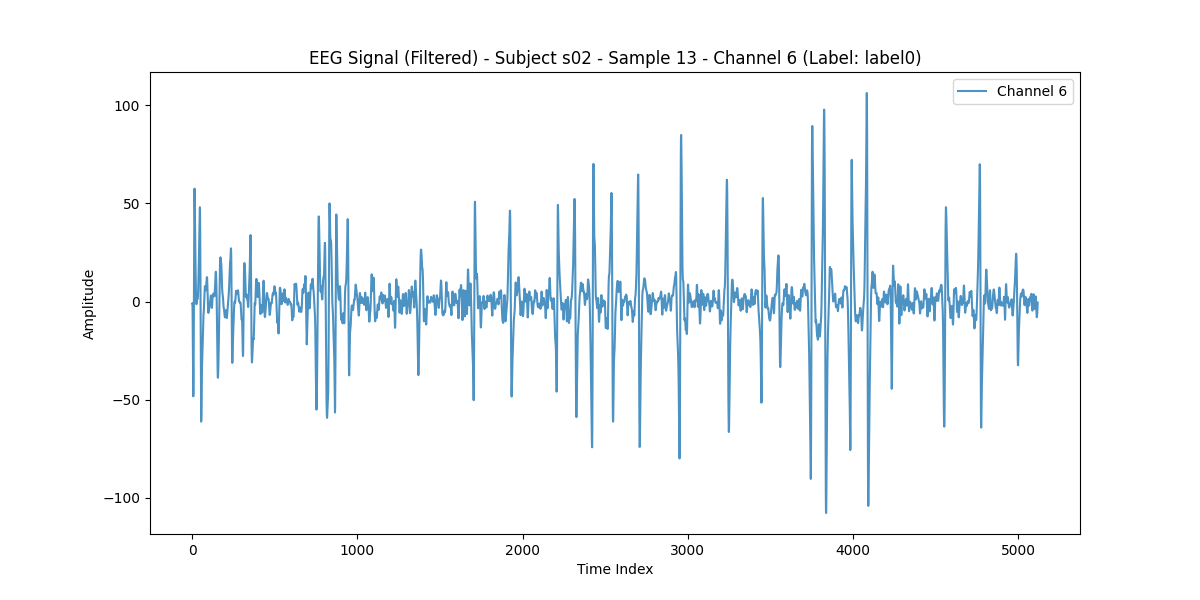 EEG Signal (Filtered) - Subject s02 - Sample 13 - Channel 6 (Label: label0)
Channel 6
100
50
0
−50
−100
Amplitude
0 1000 2000 3000 4000 5000
Time Index